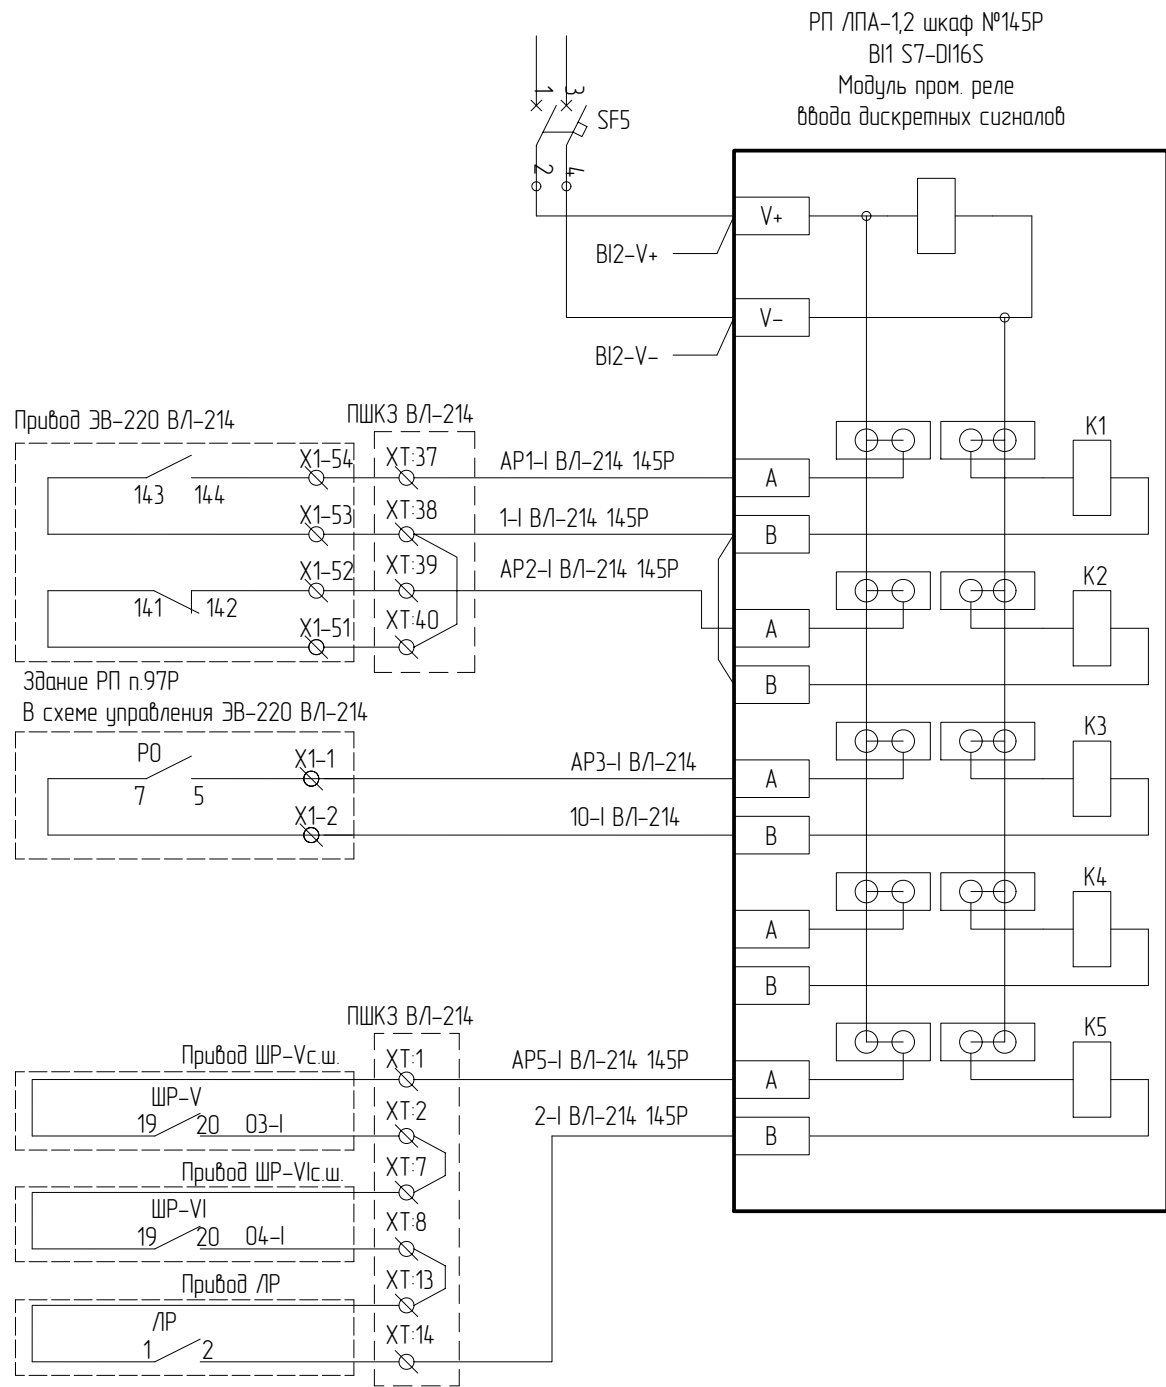 РП ЛПА-1,2 шкаф №145Р
BI1 S7-DI16S
Модуль пром. реле
ввода дискретных сигналов
1
3
SF5
2
4
V+
BI2-V+
V-
BI2-V-
Привод ЭВ-220 ВЛ-214
ПШКЗ ВЛ-214
K1
X1-54
XT:37
АР1-I ВЛ-214 145Р
A
143 144
X1-53
XT:38
1-I ВЛ-214 145Р
B
X1-52
XT:39
АР2-I ВЛ-214 145Р
K2
141 142
X1-51
XT:40
A
B
Здание РП п.97Р
В схеме управления ЭВ-220 ВЛ-214
K3
РО
X1-1
АР3-I ВЛ-214
A
7 5
X1-2
10-I ВЛ-214
B
K4
A
B
ПШКЗ ВЛ-214
K5
Привод ШР-Vс.ш.
XT:1
АР5-I ВЛ-214 145Р
A
ШР-V
19 20 03-I
XT:2
2-I ВЛ-214 145Р
B
Привод ШР-VIс.ш.
XT:7
ШР-VI
19 20 04-I
XT:8
Привод ЛР
XT:13
ЛР
1 2
XT:14